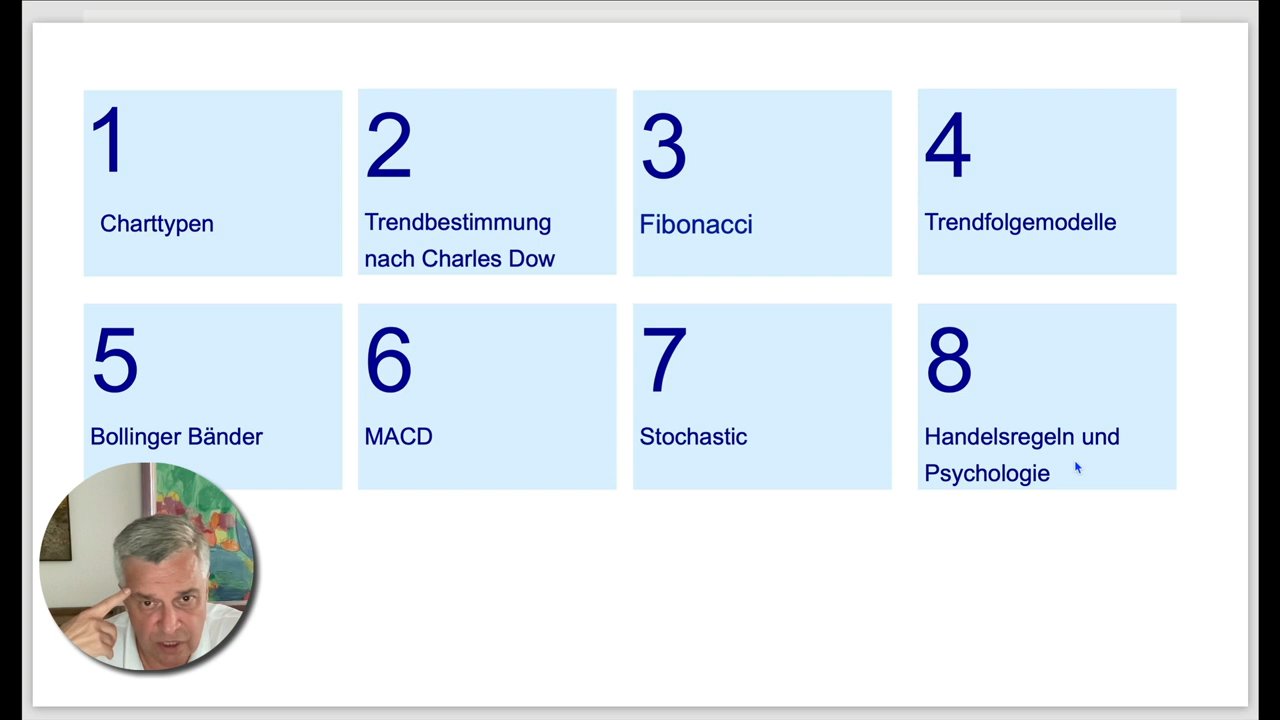 1
Charttypen
2
Trendbestimmung
nach Charles Dow
3
Fibonacci
4
Trendfolgemodelle
5
Bollinger Bänder
6
MACD
7
Stochastic
8
Handelsregeln und
Psychologie